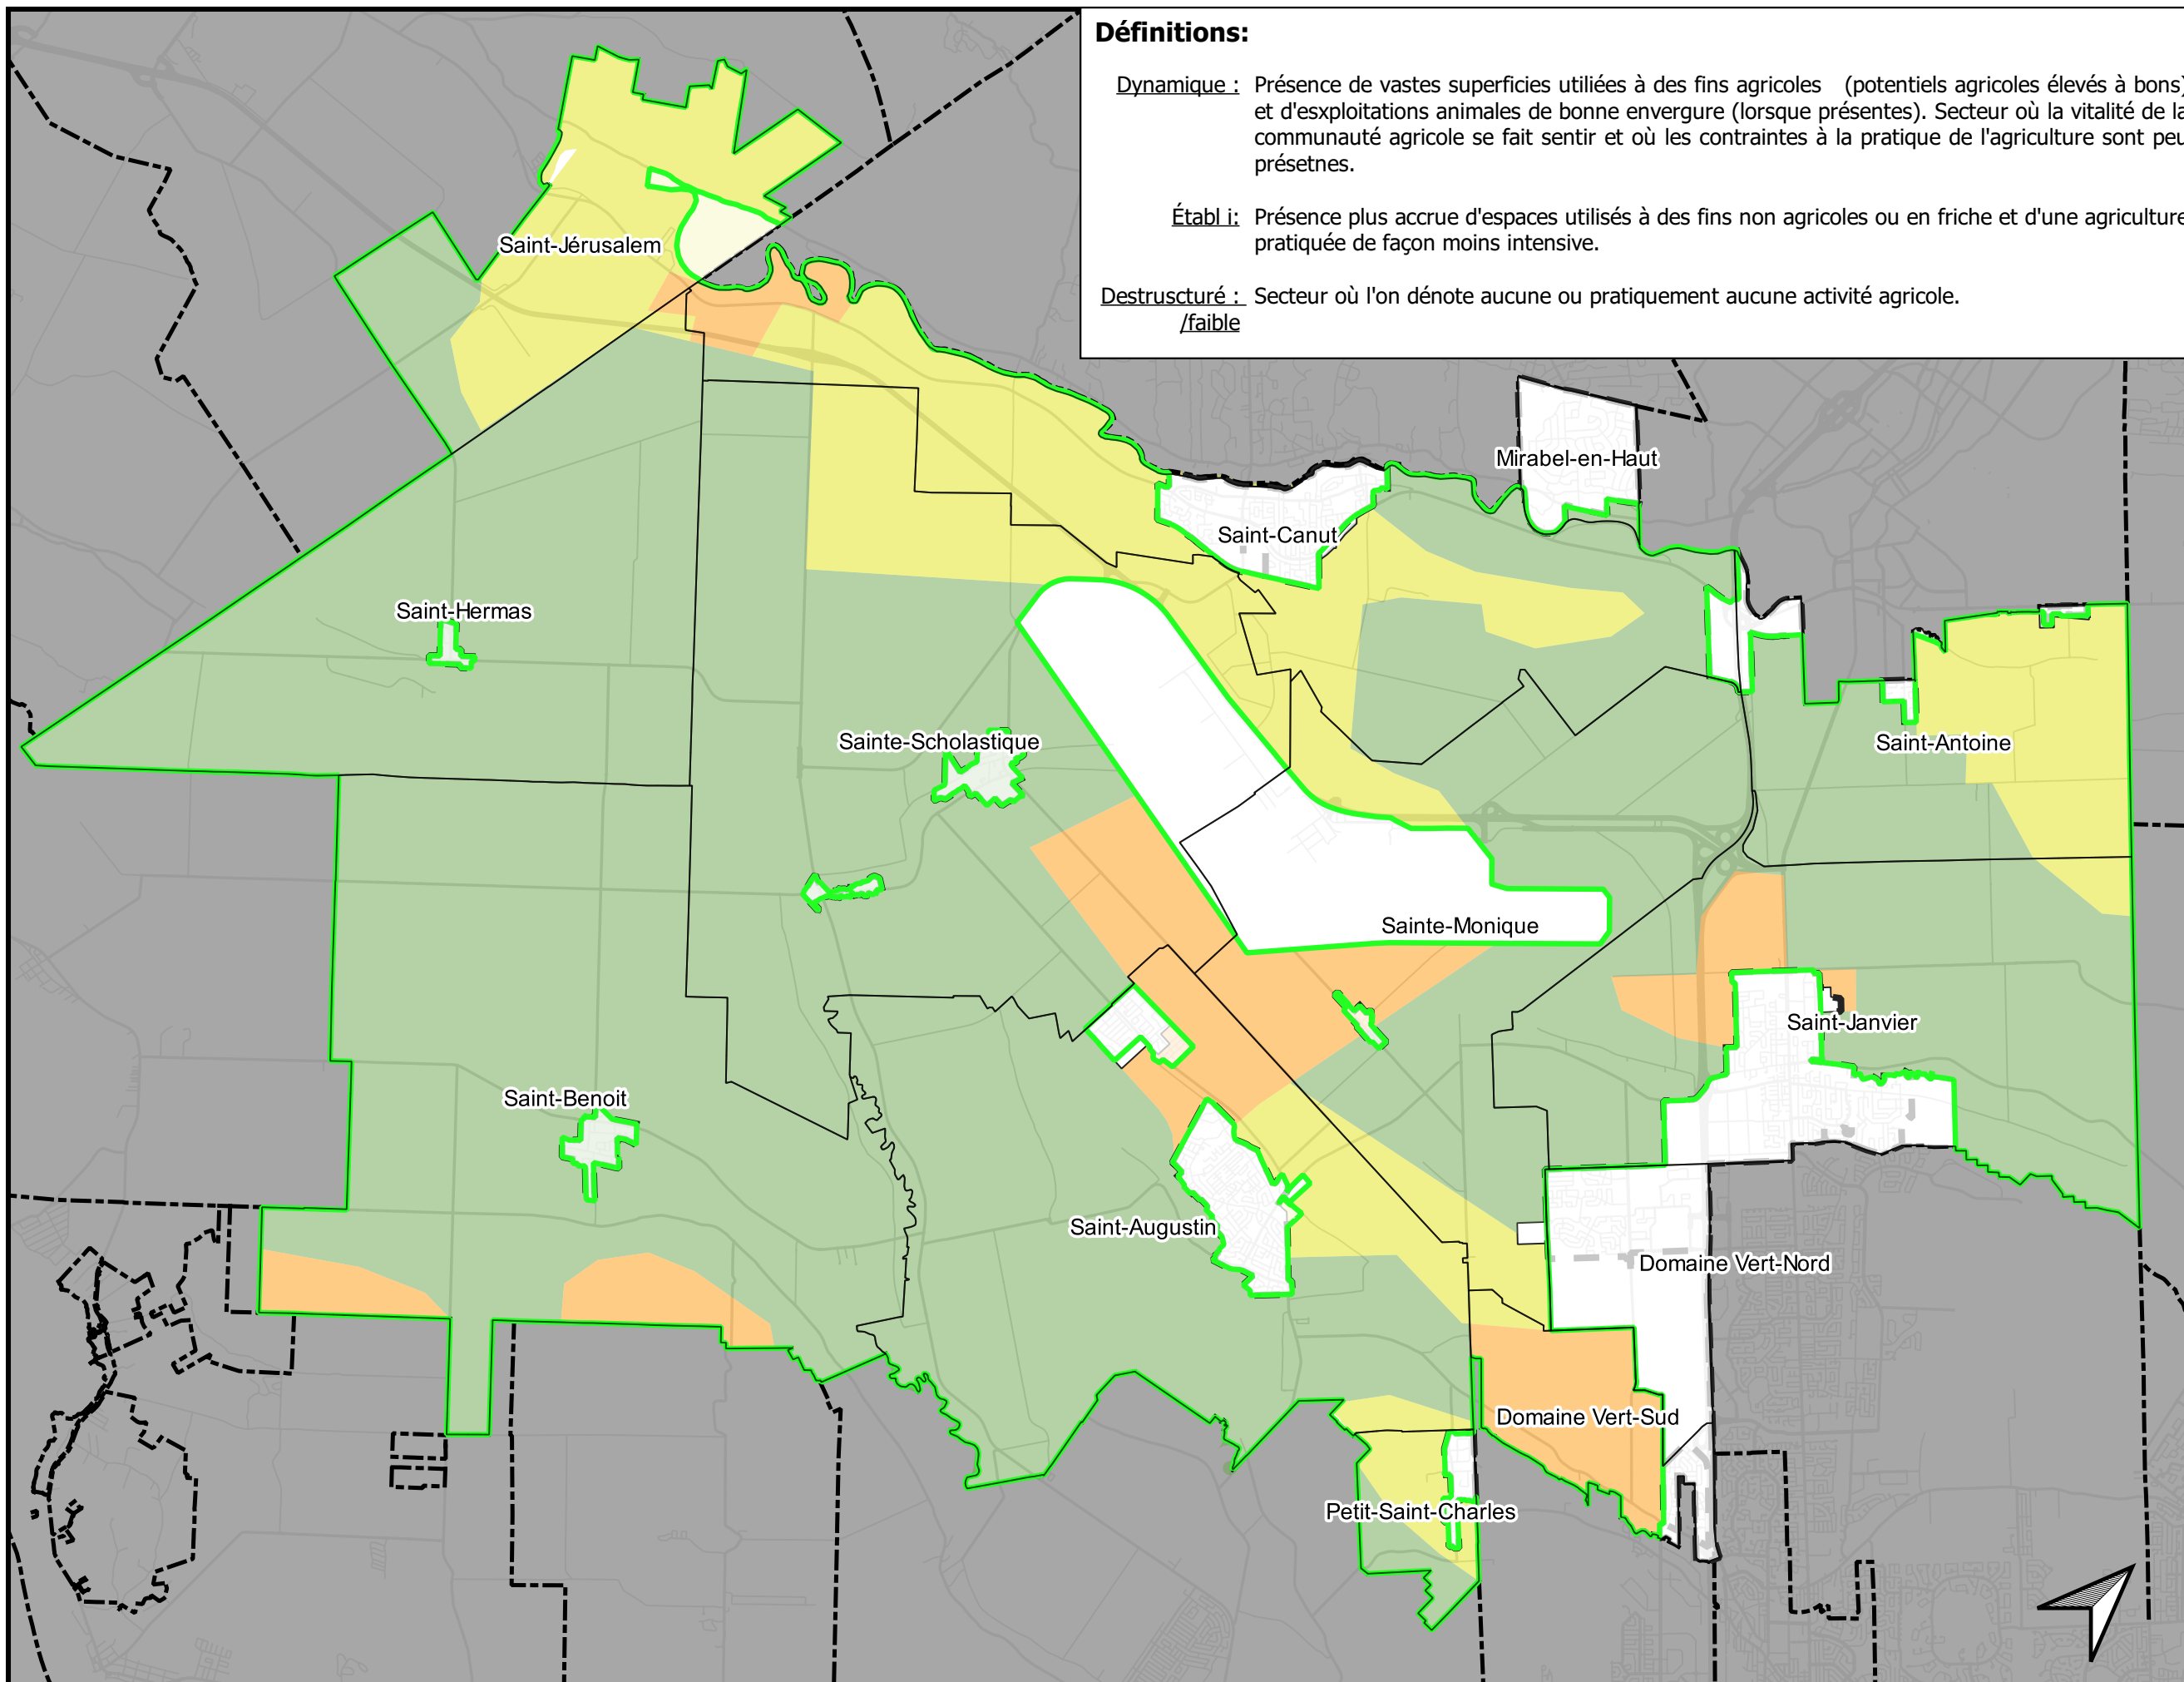 Définitions:
Dynamique : Présence de vastes superficies utiliées à des fins agricoles (potentiels agricoles élevés à bons)
et d'esxploitations animales de bonne envergure (lorsque présentes). Secteur où la vitalité de la
communauté agricole se fait sentir et où les contraintes à la pratique de l'agriculture sont peu
présetnes.
Établ i: Présence plus accrue d'espaces utilisés à des fins non agricoles ou en friche et d'une agriculture
pratiquée de façon moins intensive.
Destruscturé : Secteur où l'on dénote aucune ou pratiquement aucune activité agricole.
/faible
Saint-Jérusalem
Mirabel-en-Haut
Saint-Canut
Saint-Hermas
Sainte-Scholastique
Saint-Antoine
Sainte-Monique
Saint-Janvier
Saint-Benoit
Saint-Augustin
Domaine Vert-Nord
Domaine Vert-Sud
Petit-Saint-Charles